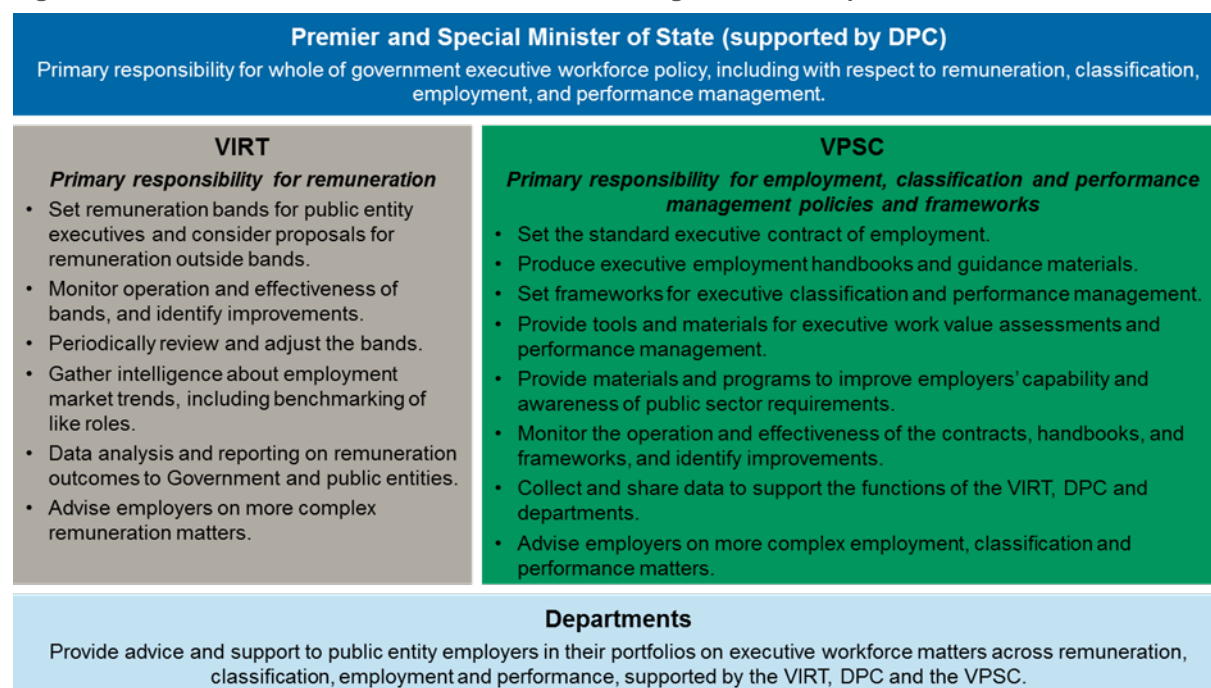 Premier and Special Minister of State (supported by DPC)
Primary responsibility for whole of government executive workforce policy, including with respect to remuneration, classification,
employment, and performance management.
VIRT
Primary responsibility for remuneration
• Set remuneration bands for public entity
executives and consider proposals for
remuneration outside bands.
• Monitor operation and effectiveness of
bands, and identify improvements.
• Periodically review and adjust the bands.
• Gather intelligence about employment
market trends, including benchmarking of
like roles.
• Data analysis and reporting on remuneration
outcomes to Government and public entities.
• Advise employers on more complex
remuneration matters.
VPSC
Primary responsibility for employment, classification and performance
management policies and frameworks
• Set the standard executive contract of employment.
• Produce executive employment handbooks and guidance materials.
• Set frameworks for executive classification and performance management.
• Provide tools and materials for executive work value assessments and
performance management.
• Provide materials and programs to improve employers’ capability and
awareness of public sector requirements.
• Monitor the operation and effectiveness of the contracts, handbooks, and
frameworks, and identify improvements.
• Collect and share data to support the functions of the VIRT, DPC and
departments.
• Advise employers on more complex employment, classification and
performance matters.
Departments
Provide advice and support to public entity employers in their portfolios on executive workforce matters across remuneration,
classification, employment and performance, supported by the VIRT, DPC and the VPSC.